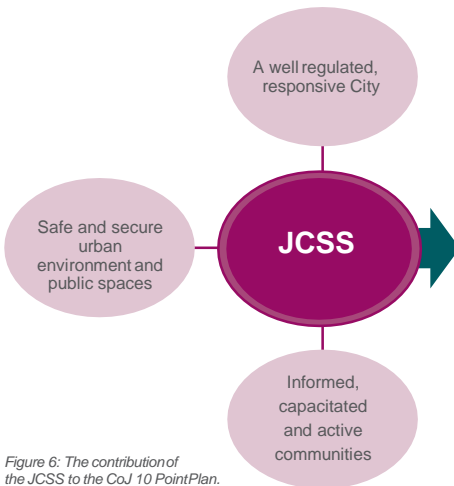 A well regulated,
responsive City
JCSS
Safe and secure
urban
environment and
public spaces
Informed,
capacitated
and active
communities
Figure 6: The contribution of
the JCSS to the CoJ 10 Point Plan.